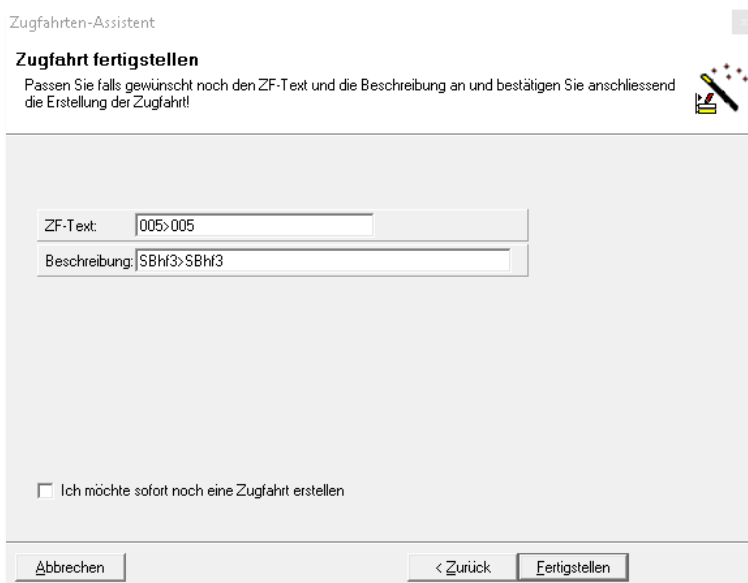 Zugfahrten-Assistent
Zugfahrt fertigstellen
Passen Sie falls gewünscht noch den ZF-Text und die Beschreibung an und bestätigen Sie anschliessend
die Erstellung der Zugfahrt!
ZF-Text: 005>005
Beschreibung: SBhf3>SBhf3
Ich möchte sofort noch eine Zugfahrt erstellen
Abbrechen < Zurück Fertigstellen